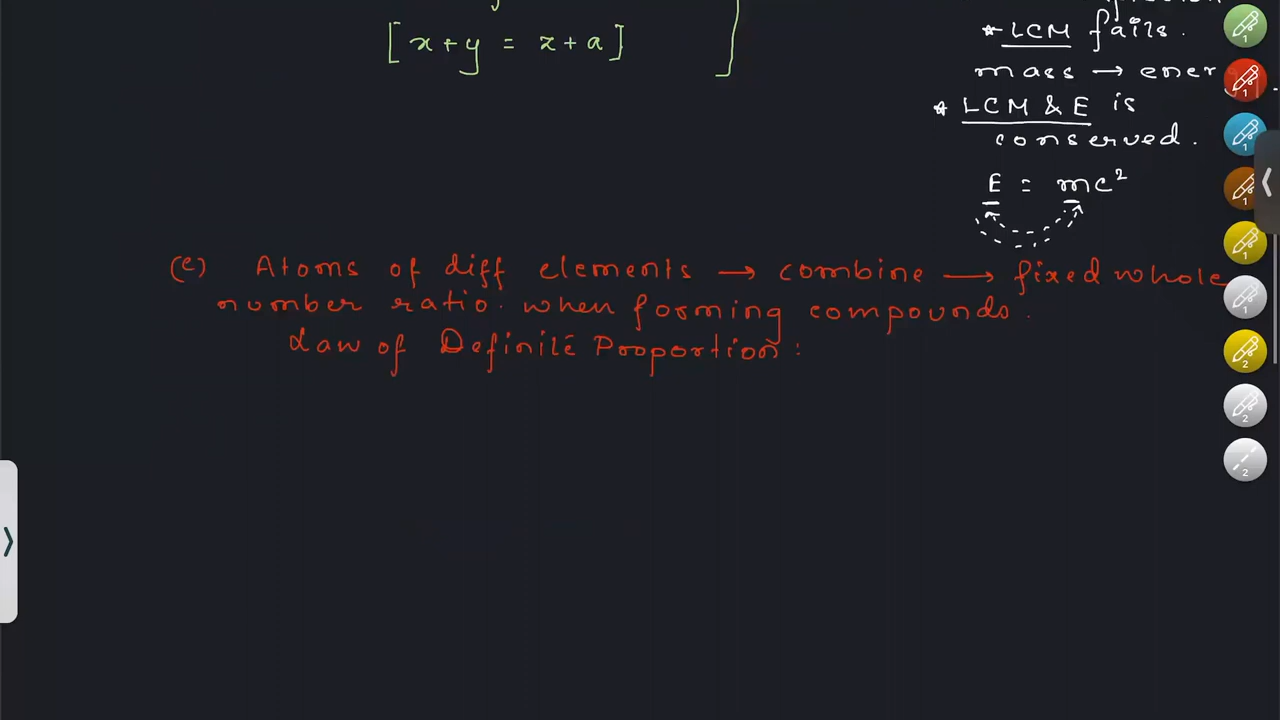 [x+y = z+a]
* LCM fails.
mass → ener
* LCM & E is
conserved.
E = mc²
(e) Atoms of diff elements → combine → fixed whole
number ratio. when forming compounds.
Law of Definite Proportion: